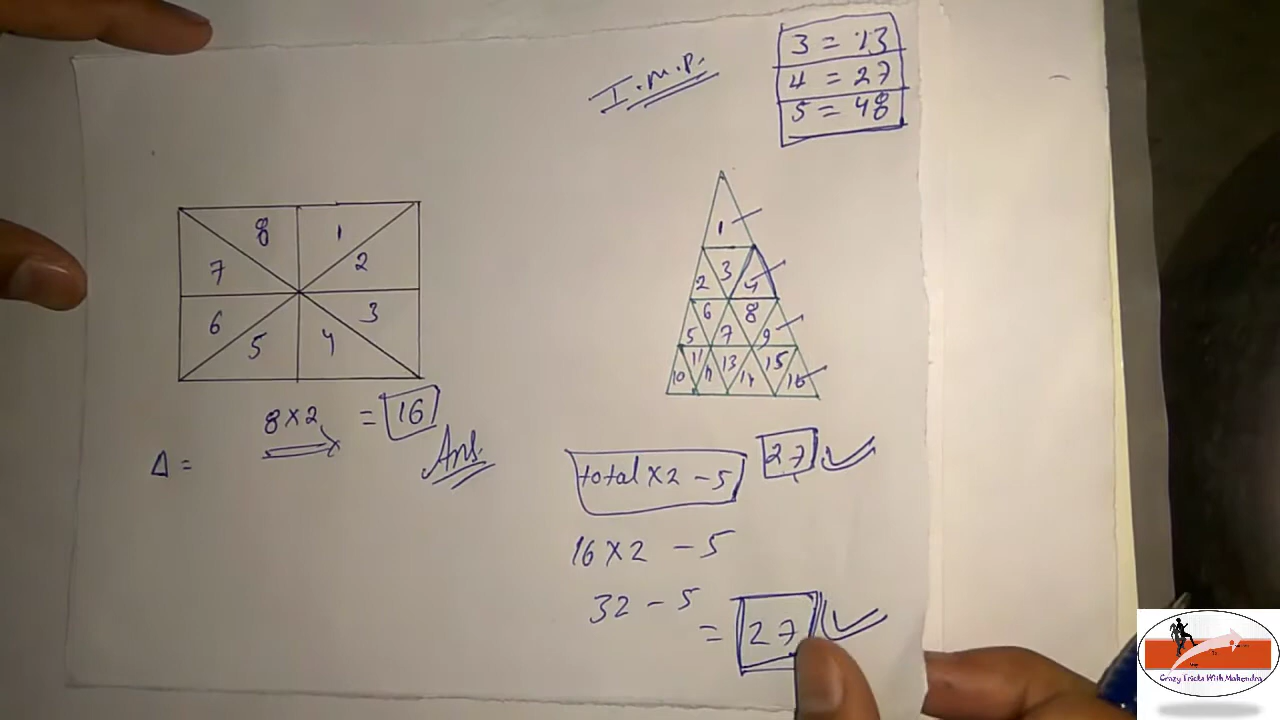 I.M.P.
3 = 13
4 = 27
5 = 48
8 1
7 2
6 3
5 4
8 x 2 = 16
Ans.
Δ =
1
2 3 4
5 6 7 8 9
10 11 13 14 15 16
total x 2 - 5 27
16 x 2 - 5
32 - 5
= 27
Crazy Tricks With Mahendra